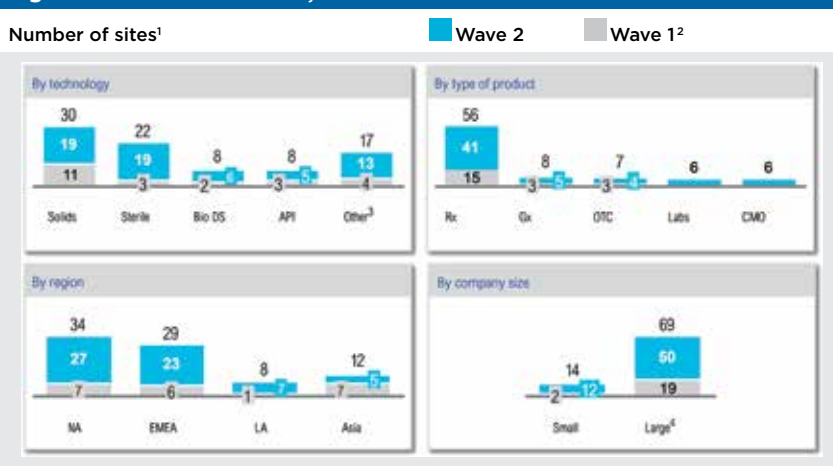 Number of sites¹ Wave 2 Wave 1²
By technology
30 22 8 8 17
19 19 6 5 13
11 3 2 3 4
Solids Sterile Bio DS API Other³
By type of product
56 8 7 6 6
41 5 4
15 3 3
Rx Gx OTC Labs CMO
By region
34 29 8 12
27 23 7 5
7 6 1 7
NA EMEA LA Asia
By company size
14 69
12 50
2 19
Small Large⁴